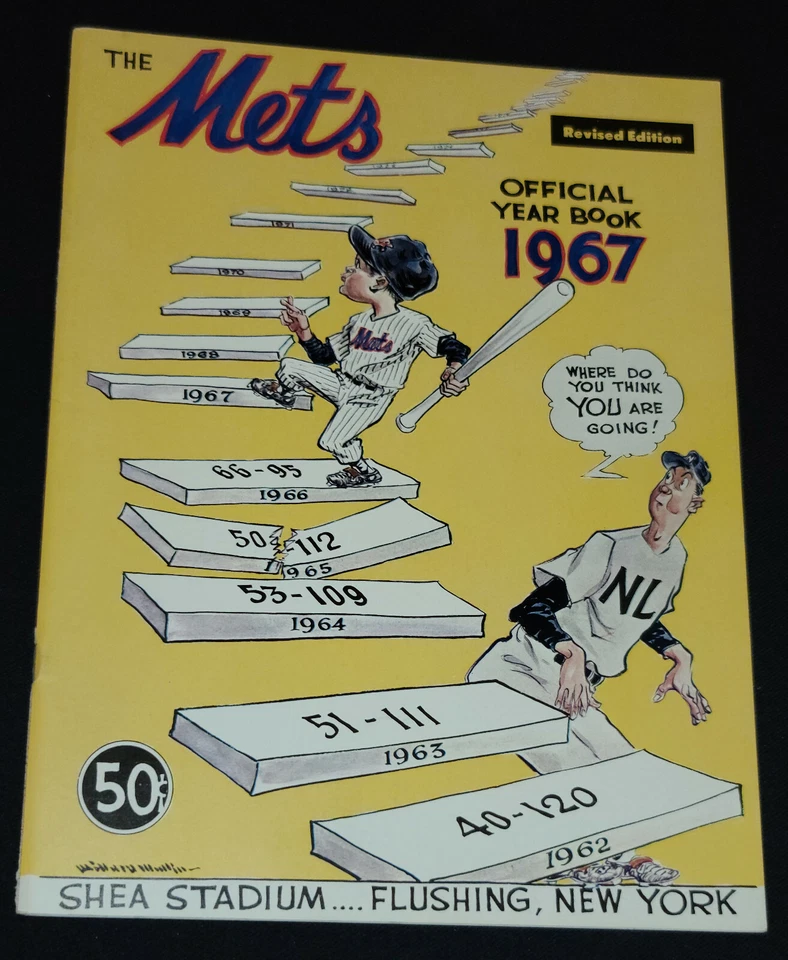 THE
Mets
Revised Edition
OFFICIAL
YEAR BOOK
1967
1971
1970
1969
1968
1967
Mets
WHERE DO
YOU THINK
YOU ARE
GOING!
66-95
1966
50-112
1965
53-109
1964
NL
51-111
1963
40-120
1962
50¢
SHEA STADIUM.... FLUSHING, NEW YORK